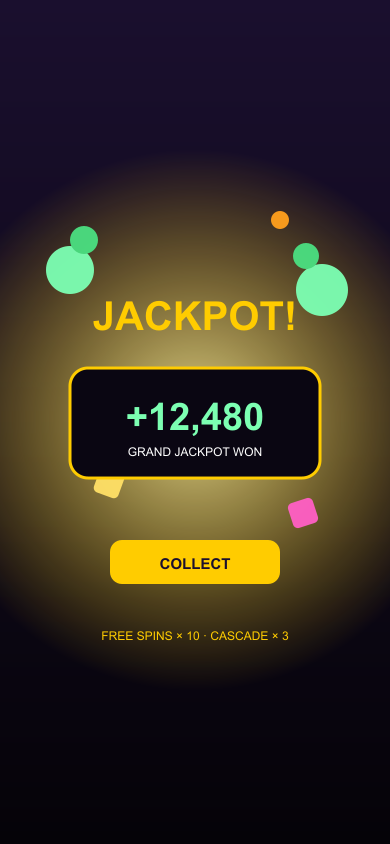 JACKPOT!
+12,480
GRAND JACKPOT WON
COLLECT
FREE SPINS × 10 · CASCADE × 3